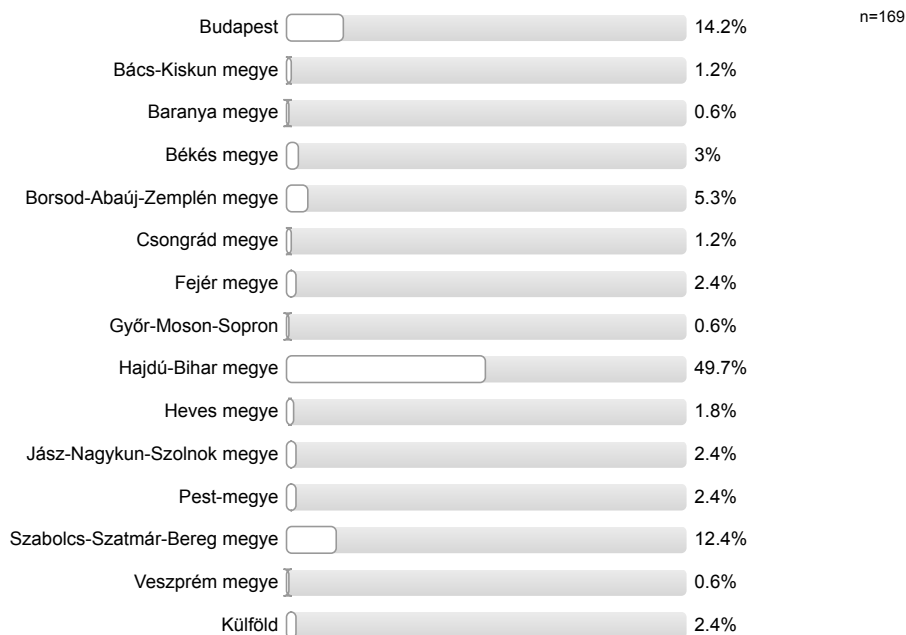 Budapest 14.2% n=169
Bács-Kiskun megye 1.2%
Baranya megye 0.6%
Békés megye 3%
Borsod-Abaúj-Zemplén megye 5.3%
Csongrád megye 1.2%
Fejér megye 2.4%
Győr-Moson-Sopron 0.6%
Hajdú-Bihar megye 49.7%
Heves megye 1.8%
Jász-Nagykun-Szolnok megye 2.4%
Pest-megye 2.4%
Szabolcs-Szatmár-Bereg megye 12.4%
Veszprém megye 0.6%
Külföld 2.4%